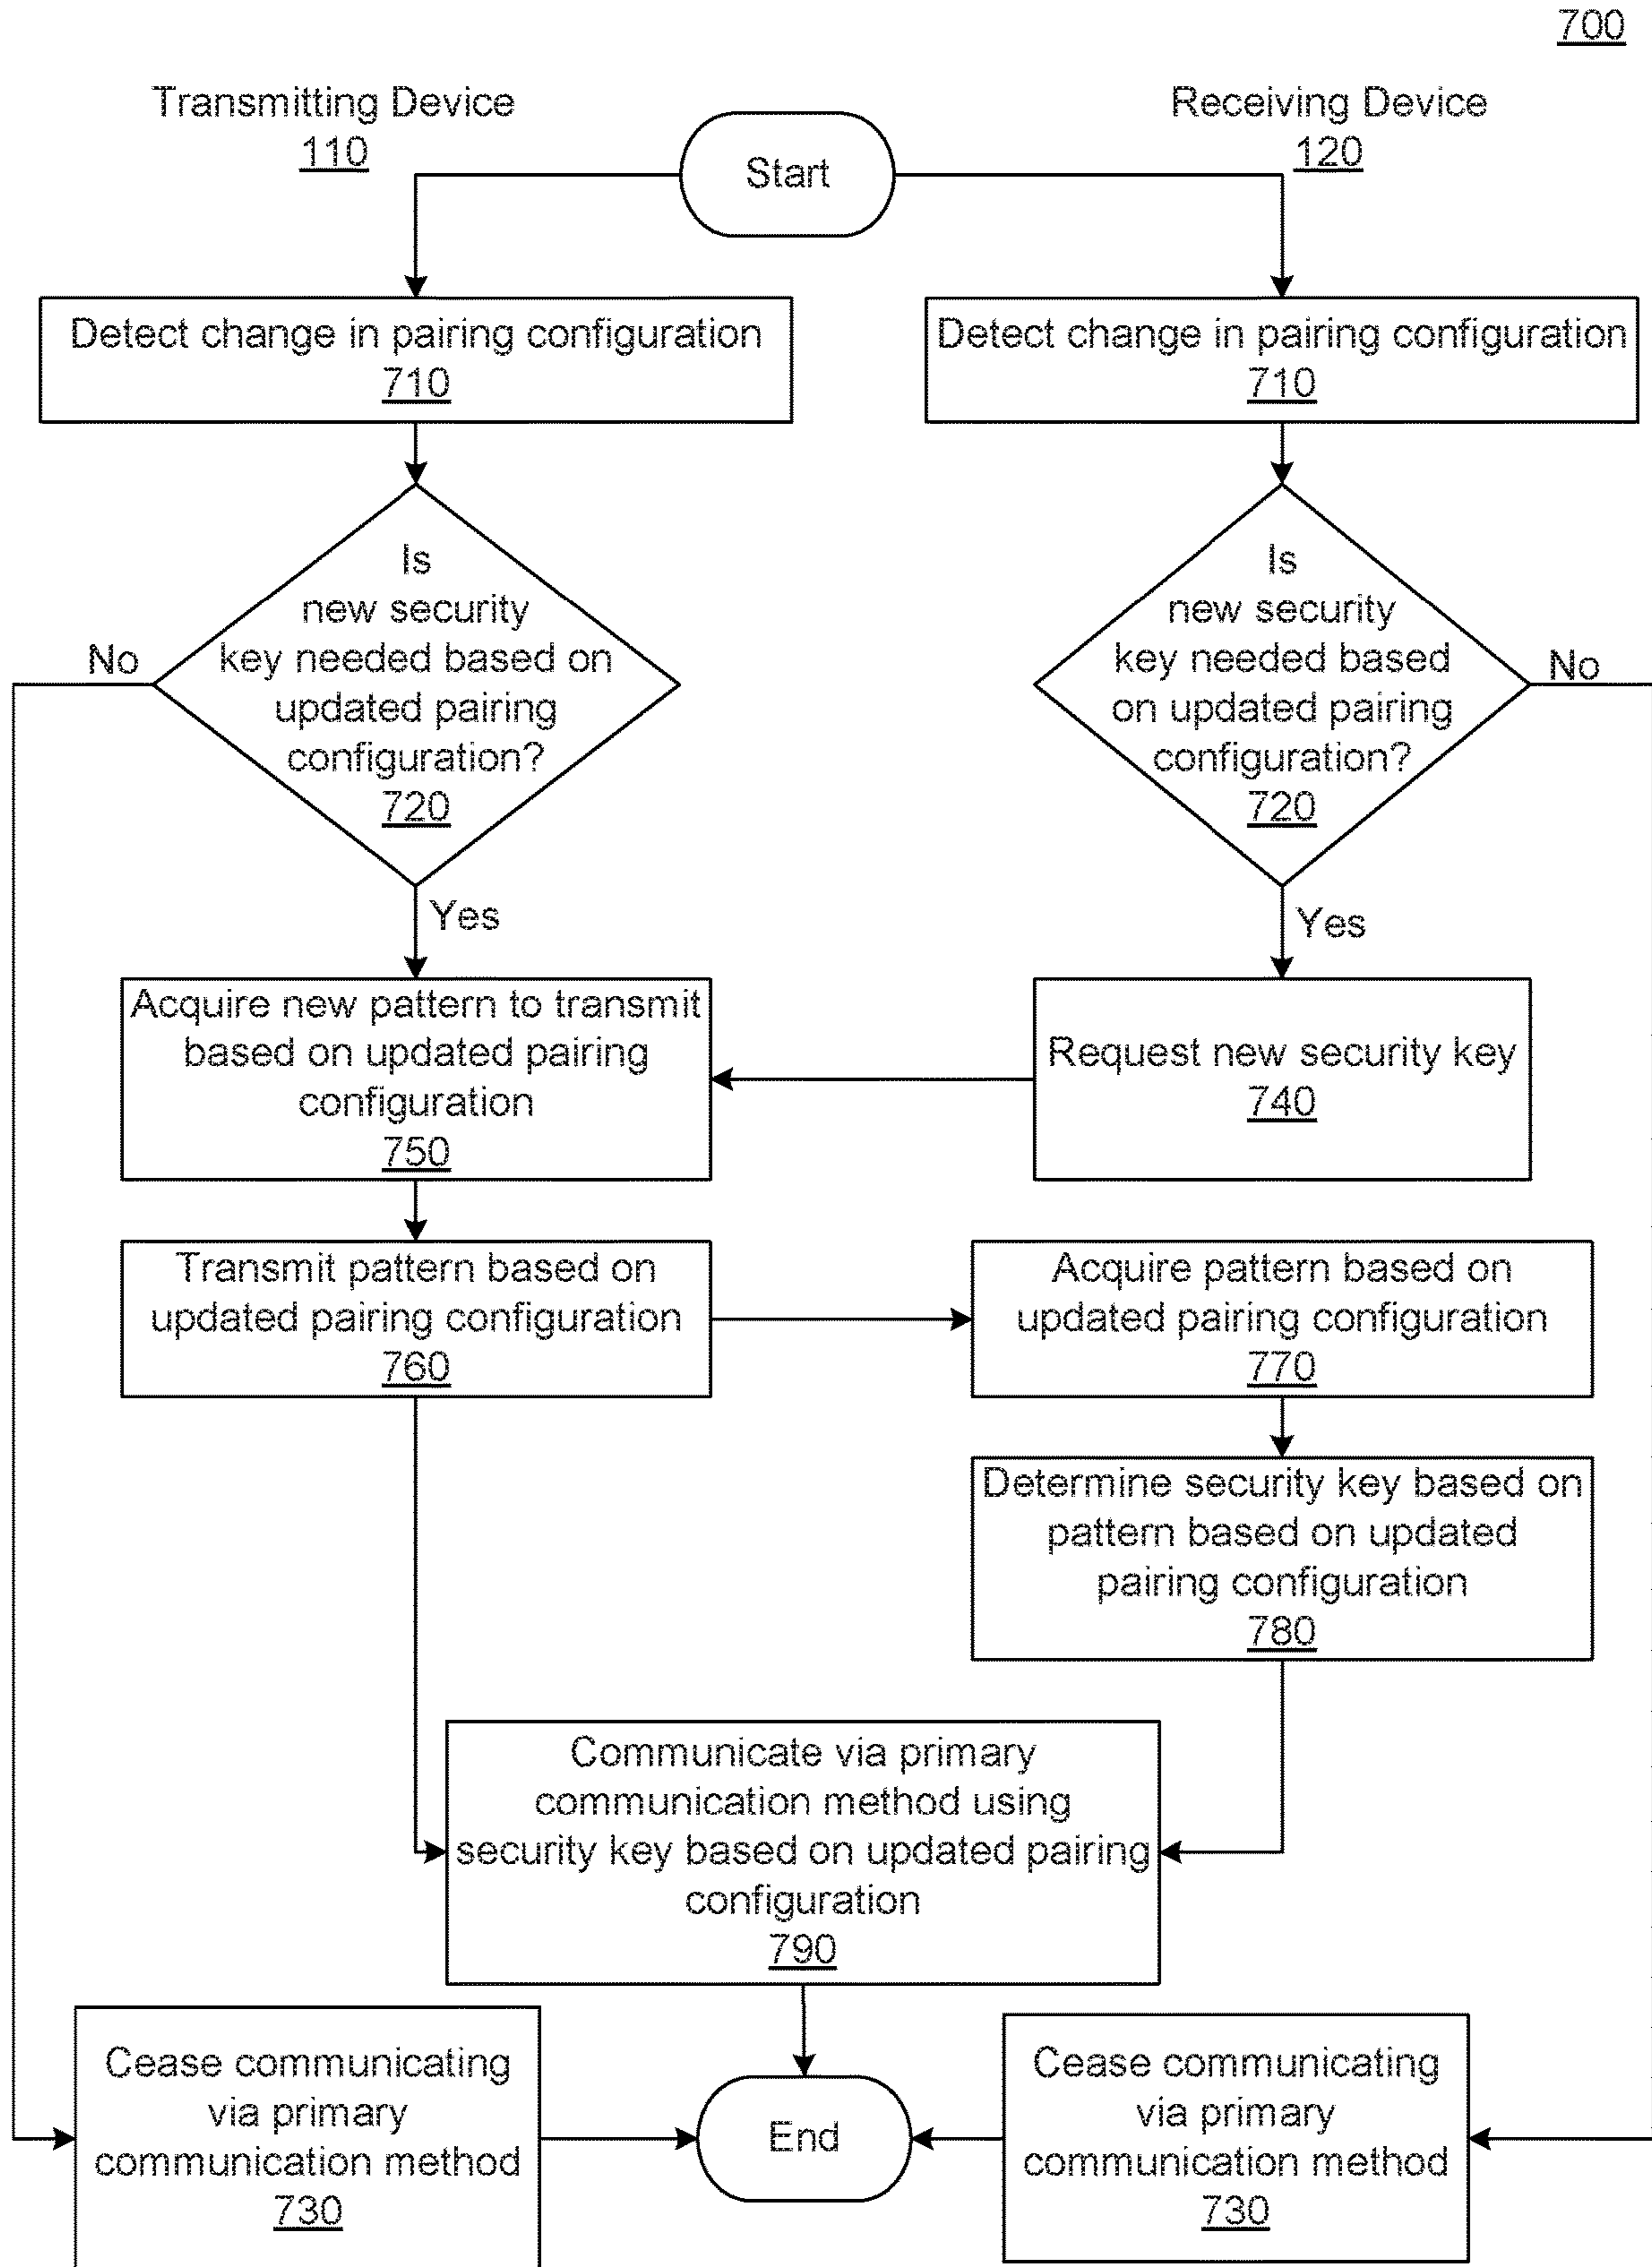 700
Transmitting Device
110
Receiving Device
120
Start
Detect change in pairing configuration
710
Detect change in pairing configuration
710
Is
new security
key needed based on
updated pairing
configuration?
720
No
Yes
Is
new security
key needed based
on updated pairing
configuration?
720
No
Yes
Acquire new pattern to transmit
based on updated pairing
configuration
750
Request new security key
740
Transmit pattern based on
updated pairing configuration
760
Acquire pattern based on
updated pairing configuration
770
Determine security key based on
pattern based on updated
pairing configuration
780
Communicate via primary
communication method using
security key based on updated pairing
configuration
790
Cease communicating
via primary
communication method
730
End
Cease communicating
via primary
communication method
730